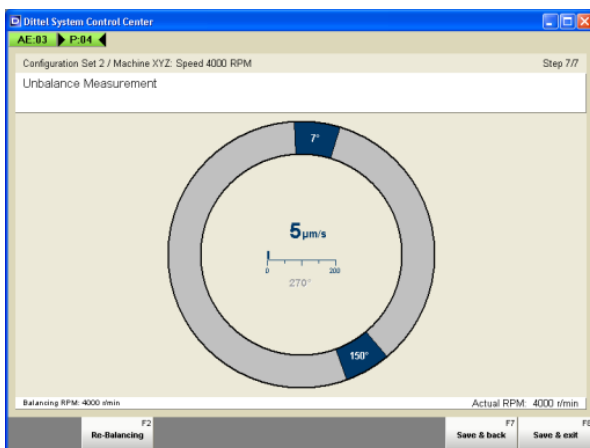 Dittel System Control Center
AE:03 P:04
Configuration Set 2 / Machine XYZ: Speed 4000 RPM Step 7/7
Unbalance Measurement
7°
5 µm/s
0 200
270°
150°
Balancing RPM: 4000 r/min Actual RPM: 4000 r/min
F2 F7 F8
Re-Balancing Save & back Save & exit